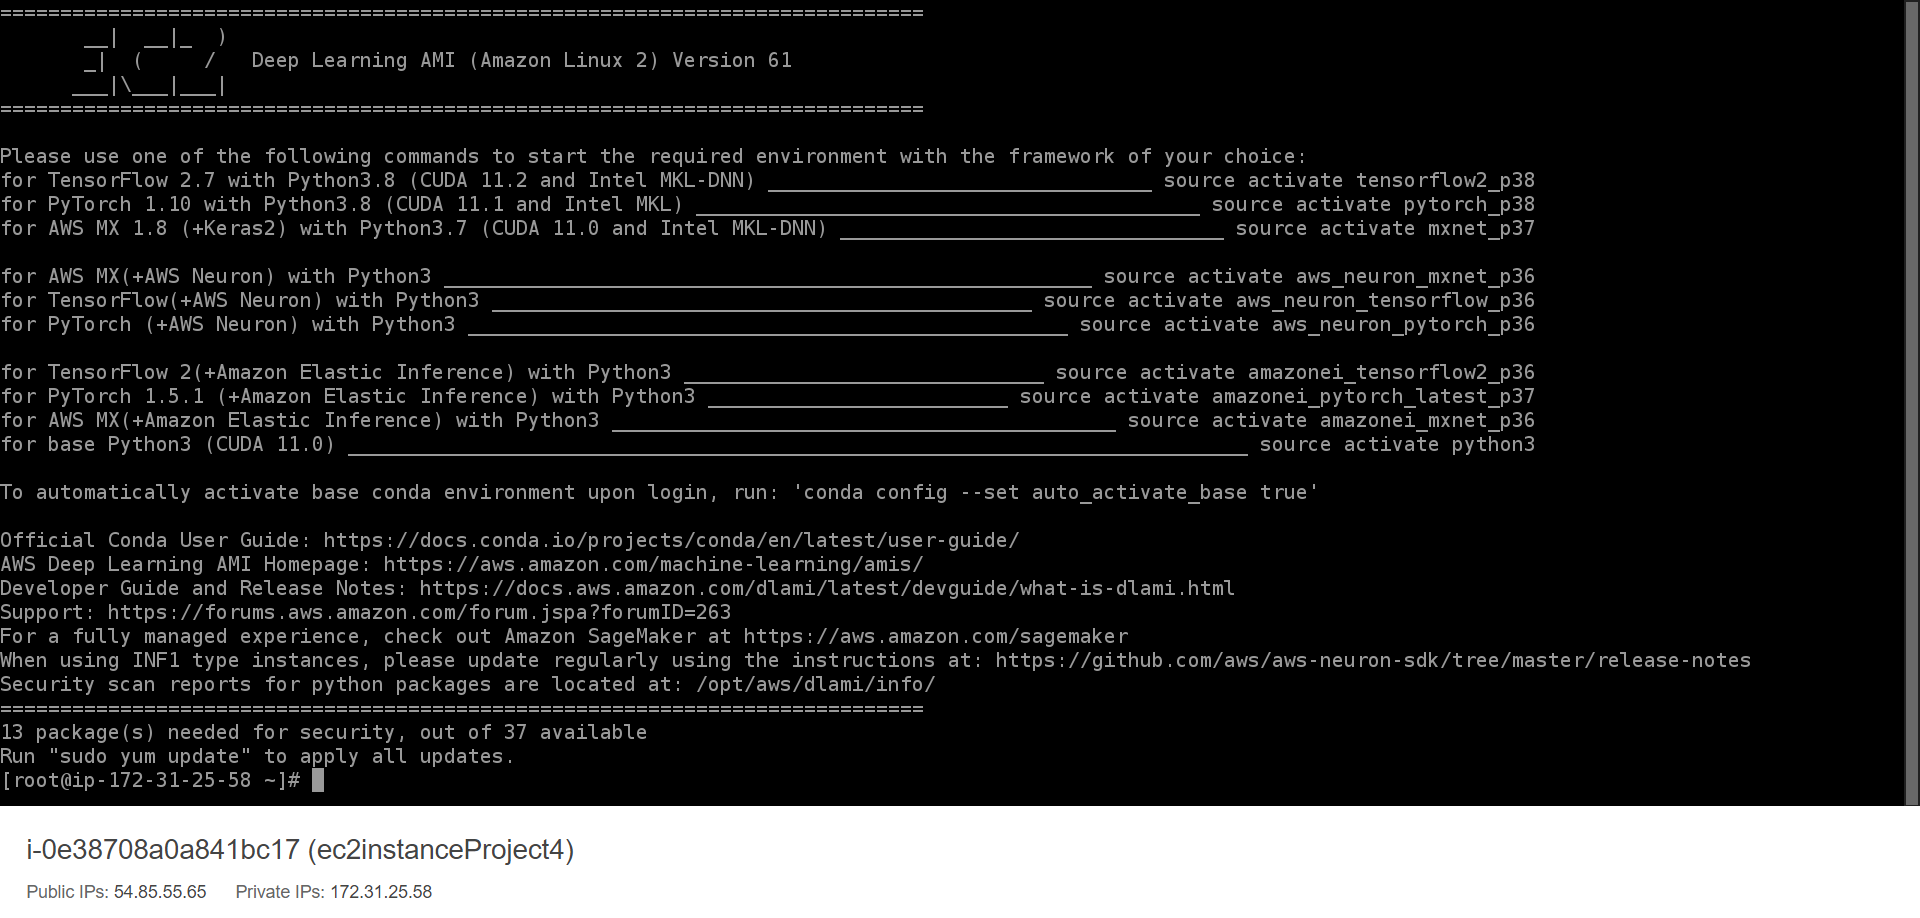 =============================================================================
       __|  __|_  )
       _|  (     /   Deep Learning AMI (Amazon Linux 2) Version 61
      ___|\___|___|
=============================================================================
Please use one of the following commands to start the required environment with the framework of your choice:
for TensorFlow 2.7 with Python3.8 (CUDA 11.2 and Intel MKL-DNN) ________________________________ source activate tensorflow2_p38
for PyTorch 1.10 with Python3.8 (CUDA 11.1 and Intel MKL) __________________________________________ source activate pytorch_p38
for AWS MX 1.8 (+Keras2) with Python3.7 (CUDA 11.0 and Intel MKL-DNN) ________________________________ source activate mxnet_p37
for AWS MX(+AWS Neuron) with Python3 ______________________________________________________ source activate aws_neuron_mxnet_p36
for TensorFlow(+AWS Neuron) with Python3 _____________________________________________ source activate aws_neuron_tensorflow_p36
for PyTorch (+AWS Neuron) with Python3 __________________________________________________ source activate aws_neuron_pytorch_p36
for TensorFlow 2(+Amazon Elastic Inference) with Python3 ______________________________ source activate amazonei_tensorflow2_p36
for PyTorch 1.5.1 (+Amazon Elastic Inference) with Python3 _________________________ source activate amazonei_pytorch_latest_p37
for AWS MX(+Amazon Elastic Inference) with Python3 __________________________________________ source activate amazonei_mxnet_p36
for base Python3 (CUDA 11.0) ___________________________________________________________________________ source activate python3
To automatically activate base conda environment upon login, run: 'conda config --set auto_activate_base true'
Official Conda User Guide: https://docs.conda.io/projects/conda/en/latest/user-guide/
AWS Deep Learning AMI Homepage: https://aws.amazon.com/machine-learning/amis/
Developer Guide and Release Notes: https://docs.aws.amazon.com/dlami/latest/devguide/what-is-dlami.html
Support: https://forums.aws.amazon.com/forum.jspa?forumID=263
For a fully managed experience, check out Amazon SageMaker at https://aws.amazon.com/sagemaker
When using INF1 type instances, please update regularly using the instructions at: https://github.com/aws/aws-neuron-sdk/tree/master/release-notes
Security scan reports for python packages are located at: /opt/aws/dlami/info/
=============================================================================
13 package(s) needed for security, out of 37 available
Run "sudo yum update" to apply all updates.
[root@ip-172-31-25-58 ~]#
i-0e38708a0a841bc17 (ec2instanceProject4)
Public IPs: 54.85.55.65 Private IPs: 172.31.25.58